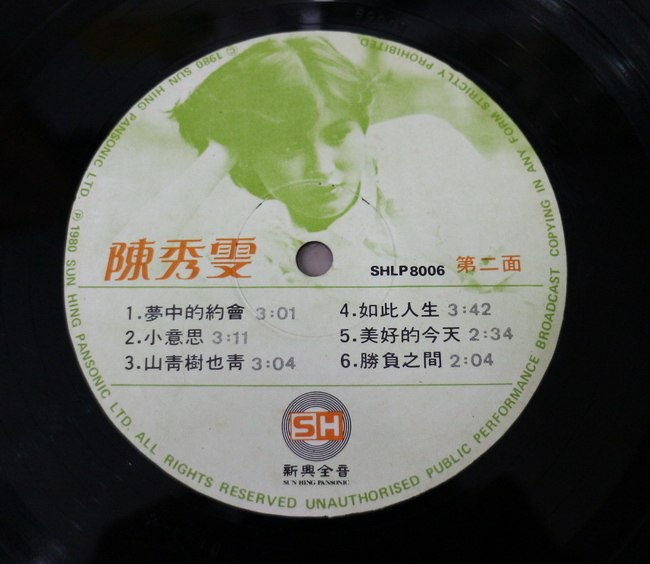 © 1980 SUN HING PANSONIC LTD. ℗ 1980 SUN HING PANSONIC LTD. ALL RIGHTS RESERVED UNAUTHORISED PUBLIC PERFORMANCE BROADCAST COPYING IN ANY FORM STRICTLY PROHIBITED.
陳秀雯
SHLP8006 第二面
1.夢中的約會 3:01
2.小意思 3:11
3.山靑樹也靑 3:04
4.如此人生 3:42
5.美好的今天 2:34
6.勝負之間 2:04
SH
新興全音
SUN HING PANSONIC